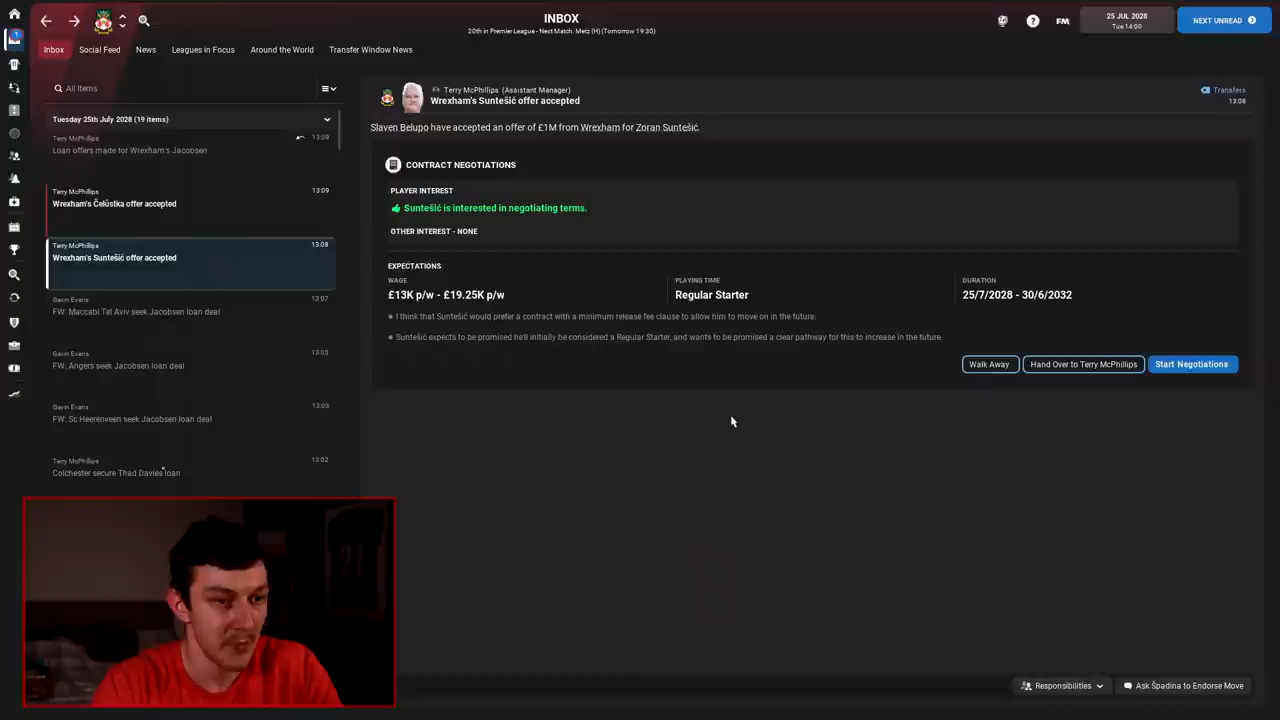 INBOX
20th in Premier League - Next Match: Metz (H) (Tomorrow 19:30)
25 JUL 2028
Tue 14:00
NEXT UNREAD
FM
1
Inbox
Social Feed
News
Leagues in Focus
Around the World
Transfer Window News
All Items
Tuesday 25th July 2028 (19 items)
Terry McPhillips
13:09
Loan offers made for Wrexham's Jacobsen
Terry McPhillips
13:09
Wrexham's Čelůstka offer accepted
Terry McPhillips
13:08
Wrexham's Suntešić offer accepted
Gavin Evans
13:07
FW: Maccabi Tel Aviv seek Jacobsen loan deal
Gavin Evans
13:05
FW: Angers seek Jacobsen loan deal
Gavin Evans
13:03
FW: Sc Heerenveen seek Jacobsen loan deal
Terry McPhillips
13:02
Colchester secure Thad Davies loan
Terry McPhillips (Assistant Manager)
Wrexham's Suntešić offer accepted
Transfers
13:08
Slaven Belupo have accepted an offer of £1M from Wrexham for Zoran Suntešić.
CONTRACT NEGOTIATIONS
PLAYER INTEREST
Suntešić is interested in negotiating terms.
OTHER INTEREST - NONE
EXPECTATIONS
WAGE
£13K p/w - £19.25K p/w
PLAYING TIME
Regular Starter
DURATION
25/7/2028 - 30/6/2032
I think that Suntešić would prefer a contract with a minimum release fee clause to allow him to move on in the future.
Suntešić expects to be promised he'll initially be considered a Regular Starter, and wants to be promised a clear pathway for this to increase in the future.
Walk Away
Hand Over to Terry McPhillips
Start Negotiations
21
Responsibilities
Ask Špadina to Endorse Move